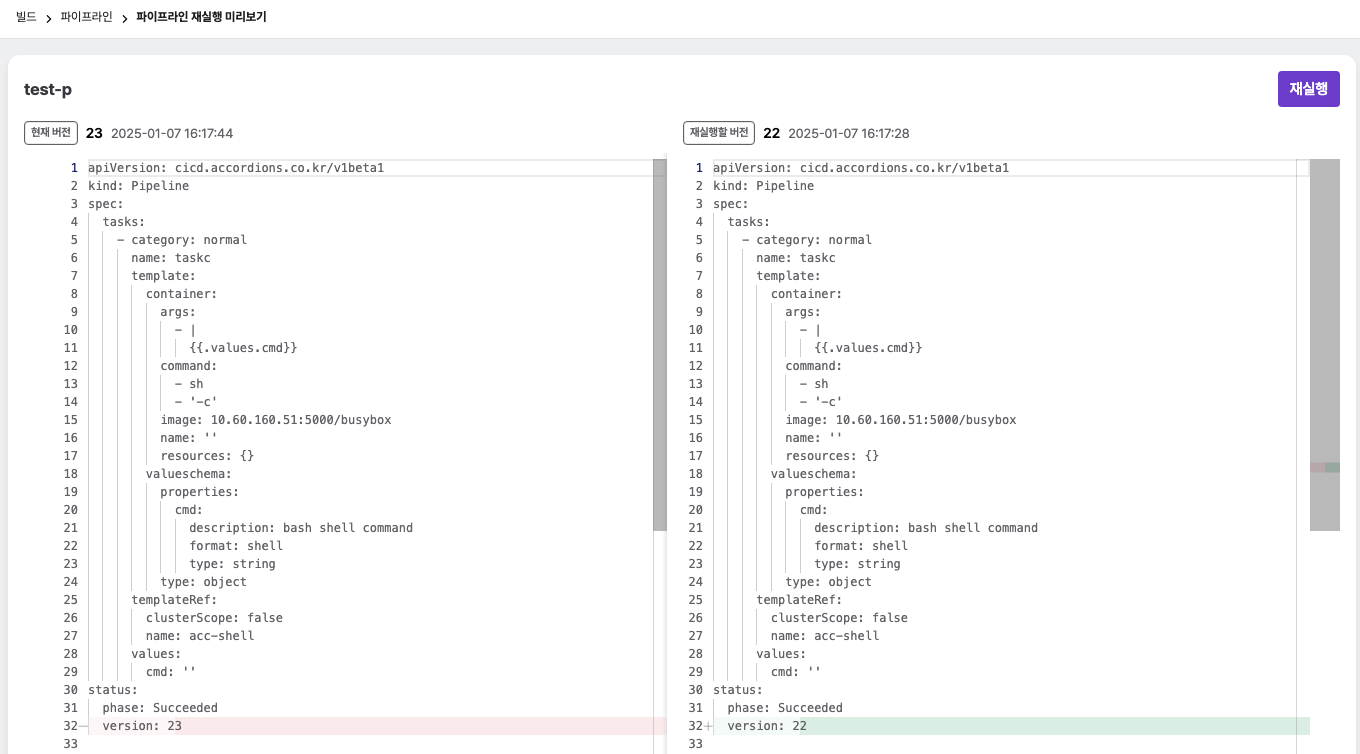 빌드 > 파이프라인 > 파이프라인 재실행 미리보기
test-p
재실행
현재 버전 23 2025-01-07 16:17:44
1 apiVersion: cicd.accordions.co.kr/v1beta1
2 kind: Pipeline
3 spec:
4   tasks:
5     - category: normal
6       name: taskc
7       template:
8         container:
9           args:
10             - |
11               {{.values.cmd}}
12           command:
13             - sh
14             - '-c'
15           image: 10.60.160.51:5000/busybox
16           name: ''
17           resources: {}
18         valueschema:
19           properties:
20             cmd:
21               description: bash shell command
22               format: shell
23               type: string
24           type: object
25       templateRef:
26         clusterScope: false
27         name: acc-shell
28       values:
29         cmd: ''
30 status:
31   phase: Succeeded
32—  version: 23
33
재실행할 버전 22 2025-01-07 16:17:28
1 apiVersion: cicd.accordions.co.kr/v1beta1
2 kind: Pipeline
3 spec:
4   tasks:
5     - category: normal
6       name: taskc
7       template:
8         container:
9           args:
10             - |
11               {{.values.cmd}}
12           command:
13             - sh
14             - '-c'
15           image: 10.60.160.51:5000/busybox
16           name: ''
17           resources: {}
18         valueschema:
19           properties:
20             cmd:
21               description: bash shell command
22               format: shell
23               type: string
24           type: object
25       templateRef:
26         clusterScope: false
27         name: acc-shell
28       values:
29         cmd: ''
30 status:
31   phase: Succeeded
32+  version: 22
33